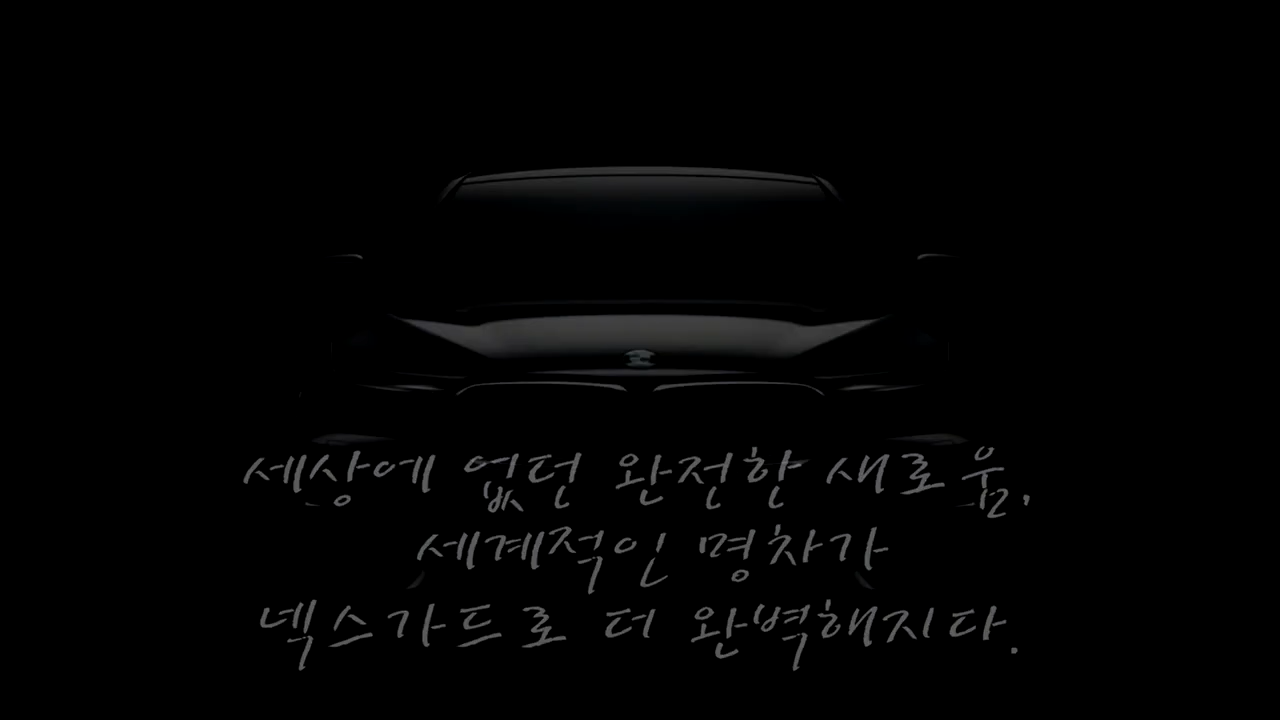 세상에 없던 완전한 새로움,
세계적인 명차가
넥스가드로 더 완벽해지다.